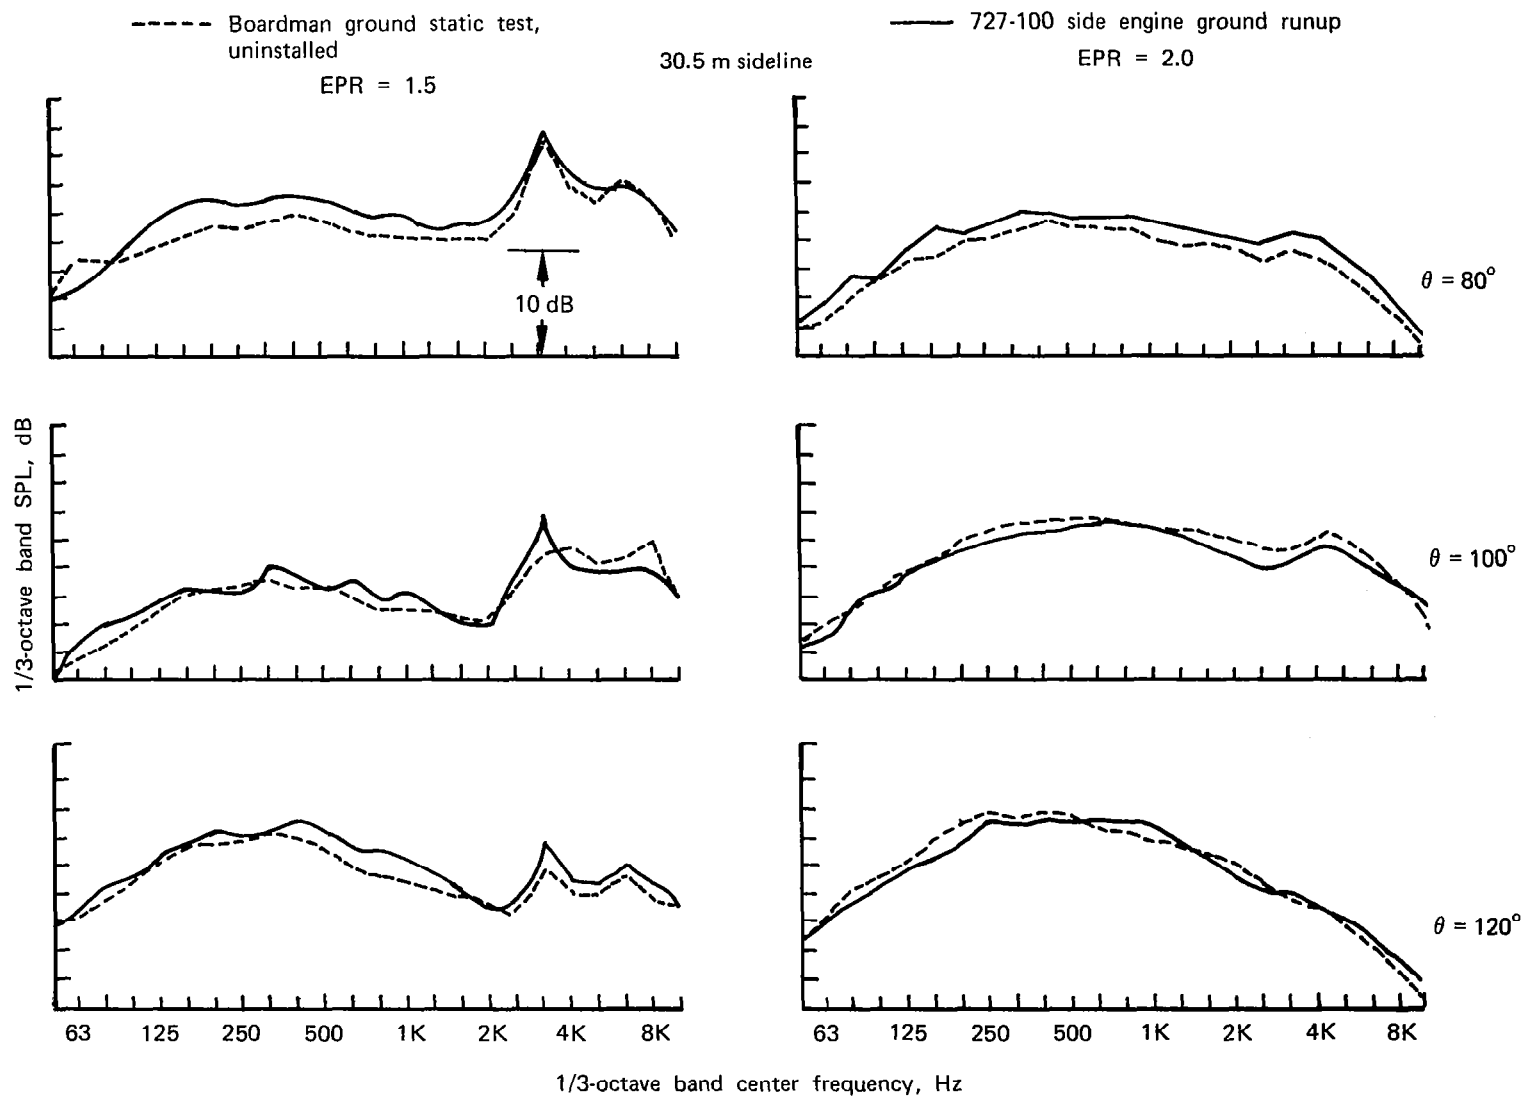 Boardman ground static test,
uninstalled
727-100 side engine ground runup
30.5 m sideline
EPR = 1.5
EPR = 2.0
10 dB
θ = 80°
1/3-octave band SPL, dB
θ = 100°
θ = 120°
63 125 250 500 1K 2K 4K 8K
63 125 250 500 1K 2K 4K 8K
1/3-octave band center frequency, Hz